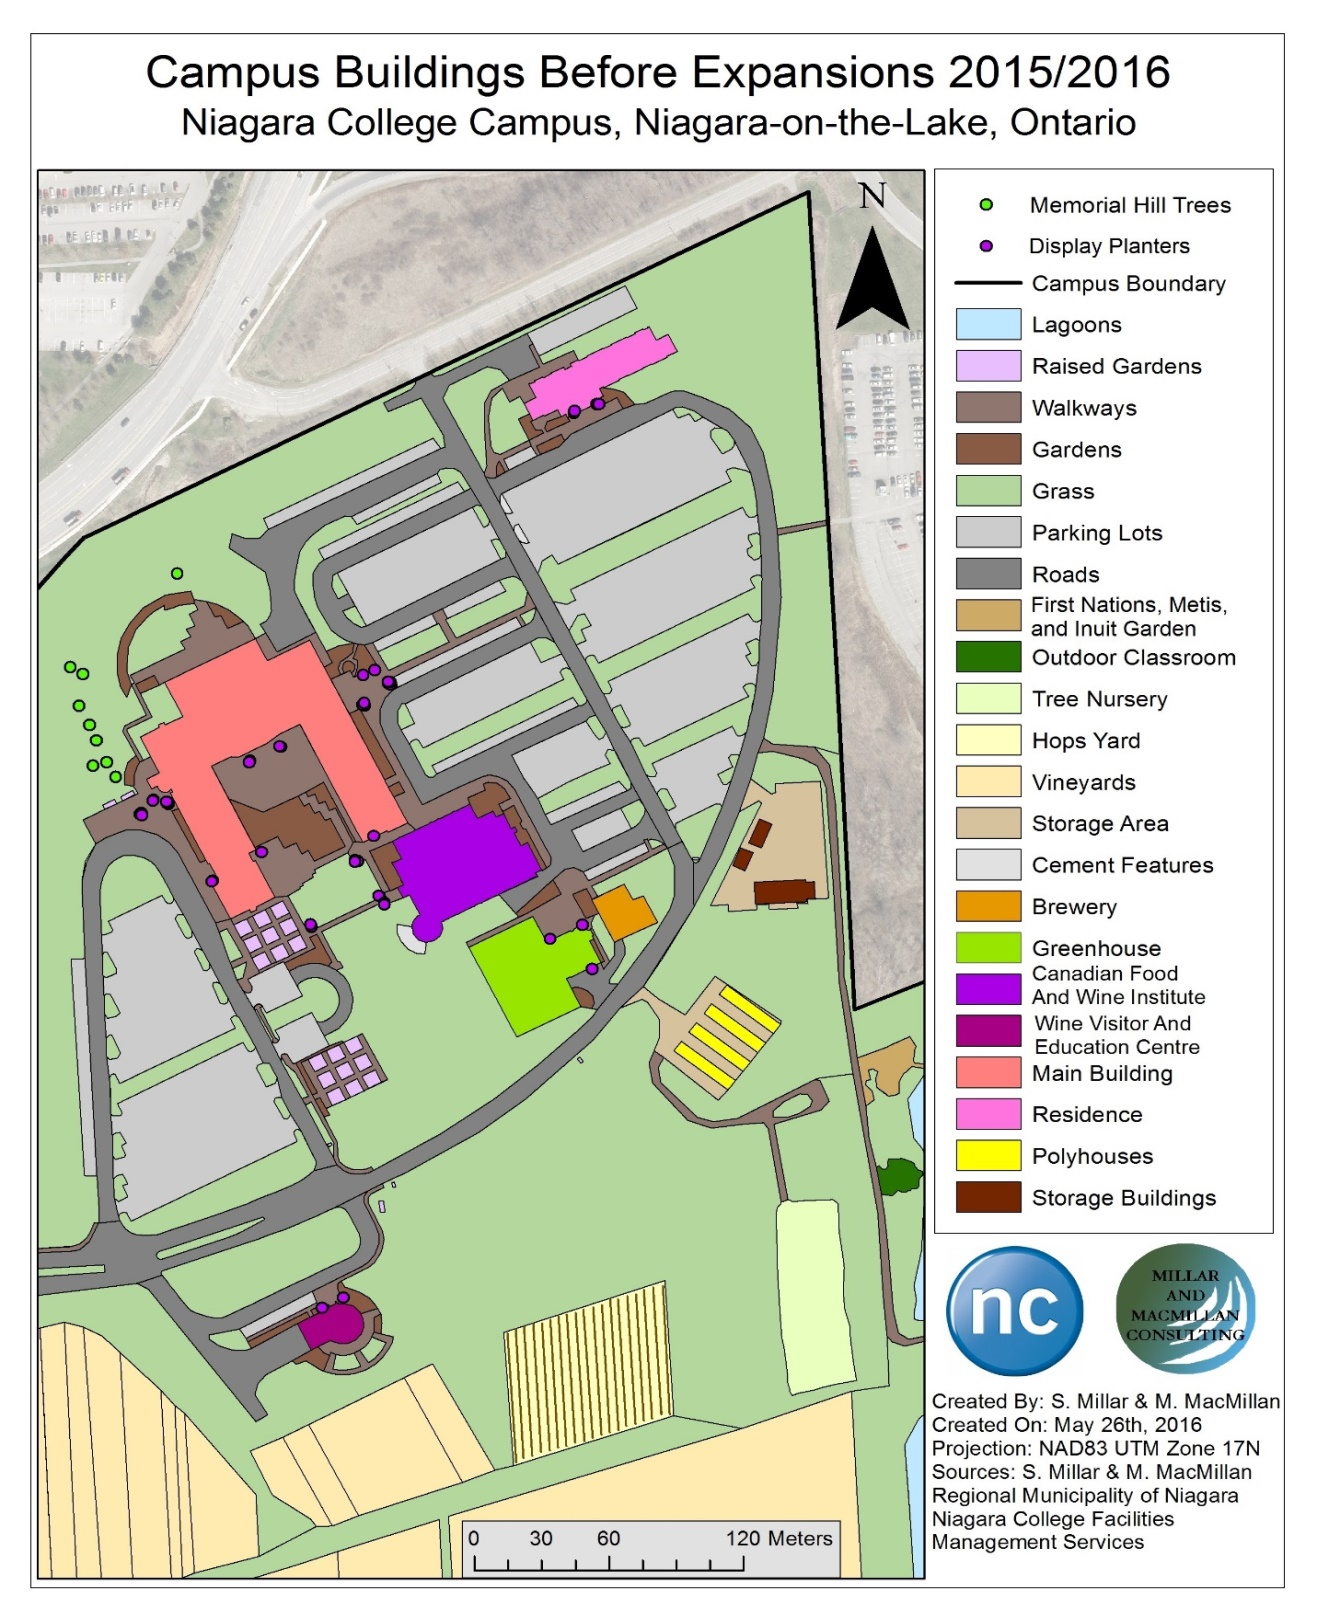 Campus Buildings Before Expansions 2015/2016
Niagara College Campus, Niagara-on-the-Lake, Ontario
N
Memorial Hill Trees
Display Planters
Campus Boundary
Lagoons
Raised Gardens
Walkways
Gardens
Grass
Parking Lots
Roads
First Nations, Metis,
and Inuit Garden
Outdoor Classroom
Tree Nursery
Hops Yard
Vineyards
Storage Area
Cement Features
Brewery
Greenhouse
Canadian Food
And Wine Institute
Wine Visitor And
Education Centre
Main Building
Residence
Polyhouses
Storage Buildings
nc
MILLAR
AND
MACMILLAN
CONSULTING
Created By: S. Millar & M. MacMillan
Created On: May 26th, 2016
Projection: NAD83 UTM Zone 17N
Sources: S. Millar & M. MacMillan
Regional Municipality of Niagara
Niagara College Facilities
Management Services
0 30 60 120 Meters